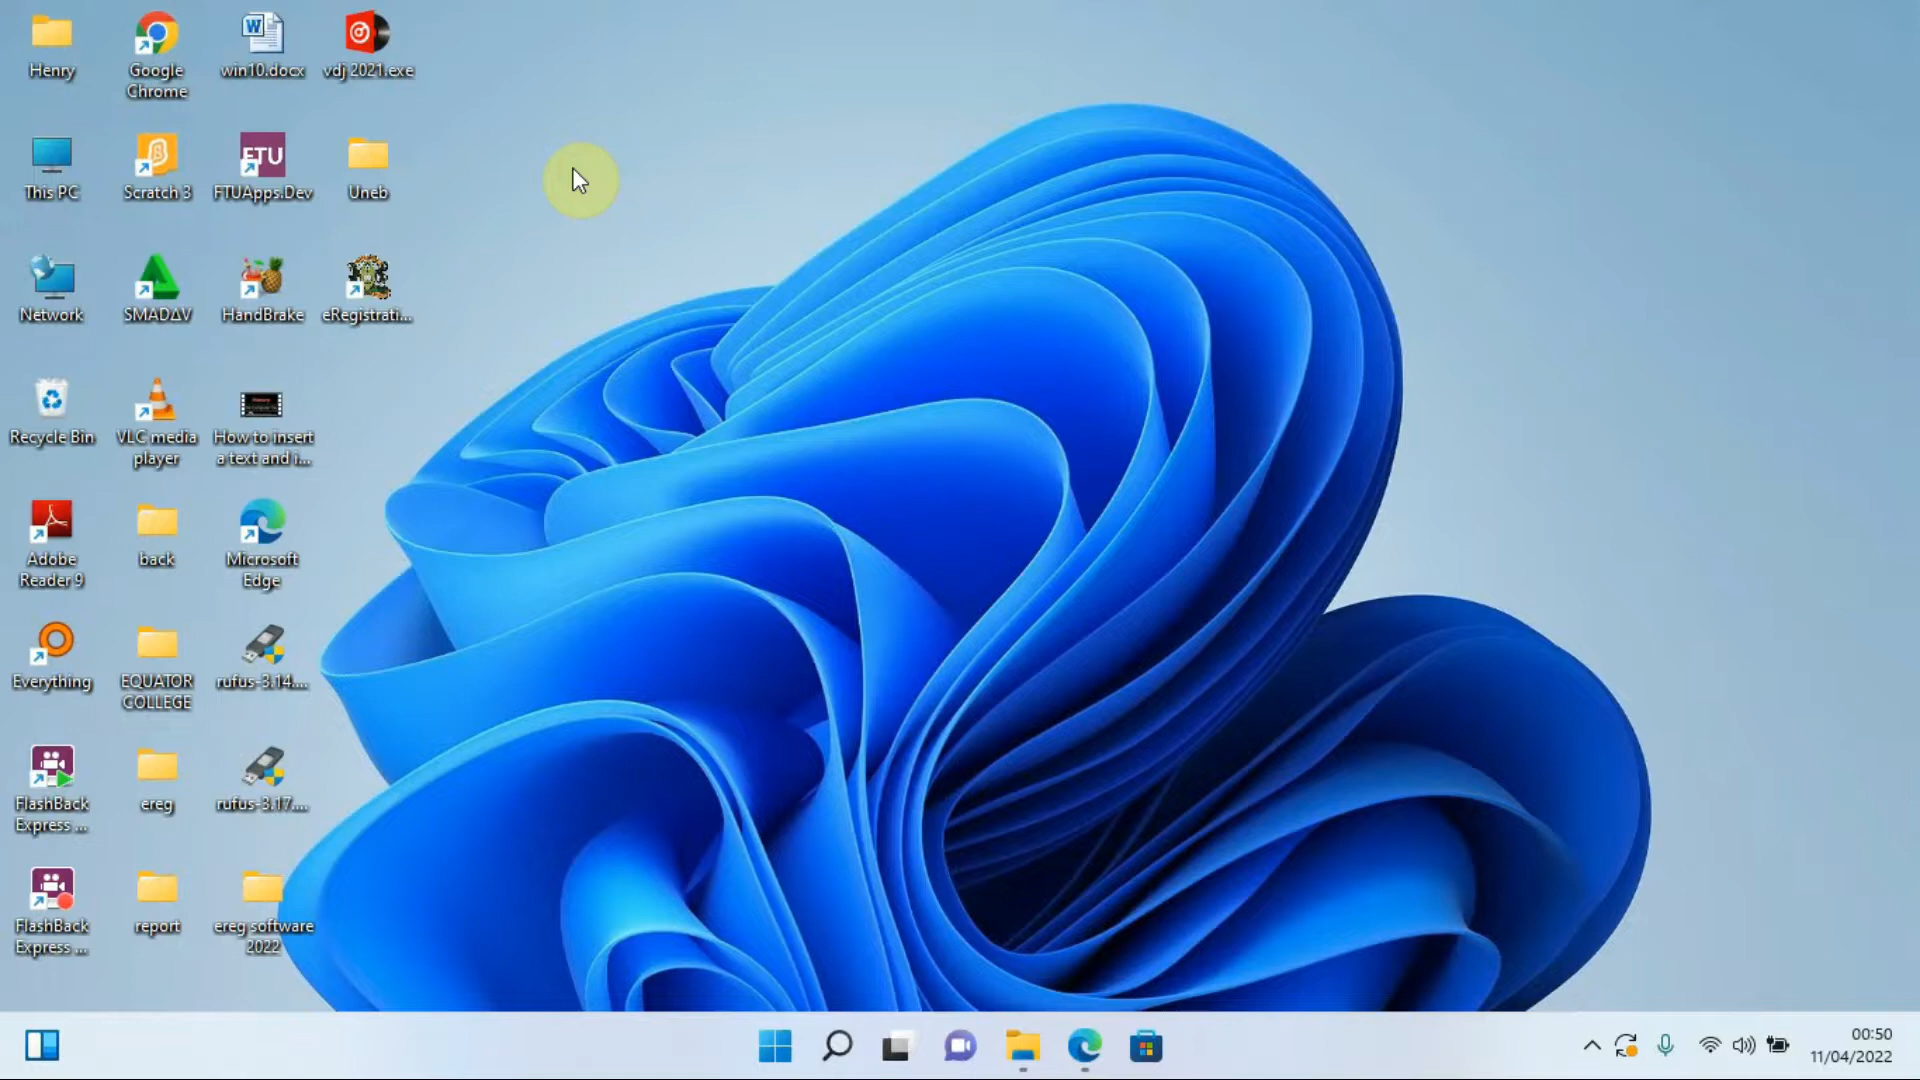 Henry
Google
Chrome
win10.docx
vdj 2021.exe
This PC
Scratch 3
FTU
FTUApps.Dev
Uneb
Network
SMADΔV
HandBrake
eRegistrati...
Recycle Bin
VLC media
player
How to insert
a text and i...
Adobe
Reader 9
back
Microsoft
Edge
Everything
EQUATOR
COLLEGE
rufus-3.14....
FlashBack
Express ...
ereg
rufus-3.17....
FlashBack
Express ...
report
ereg software
2022
00:50
11/04/2022